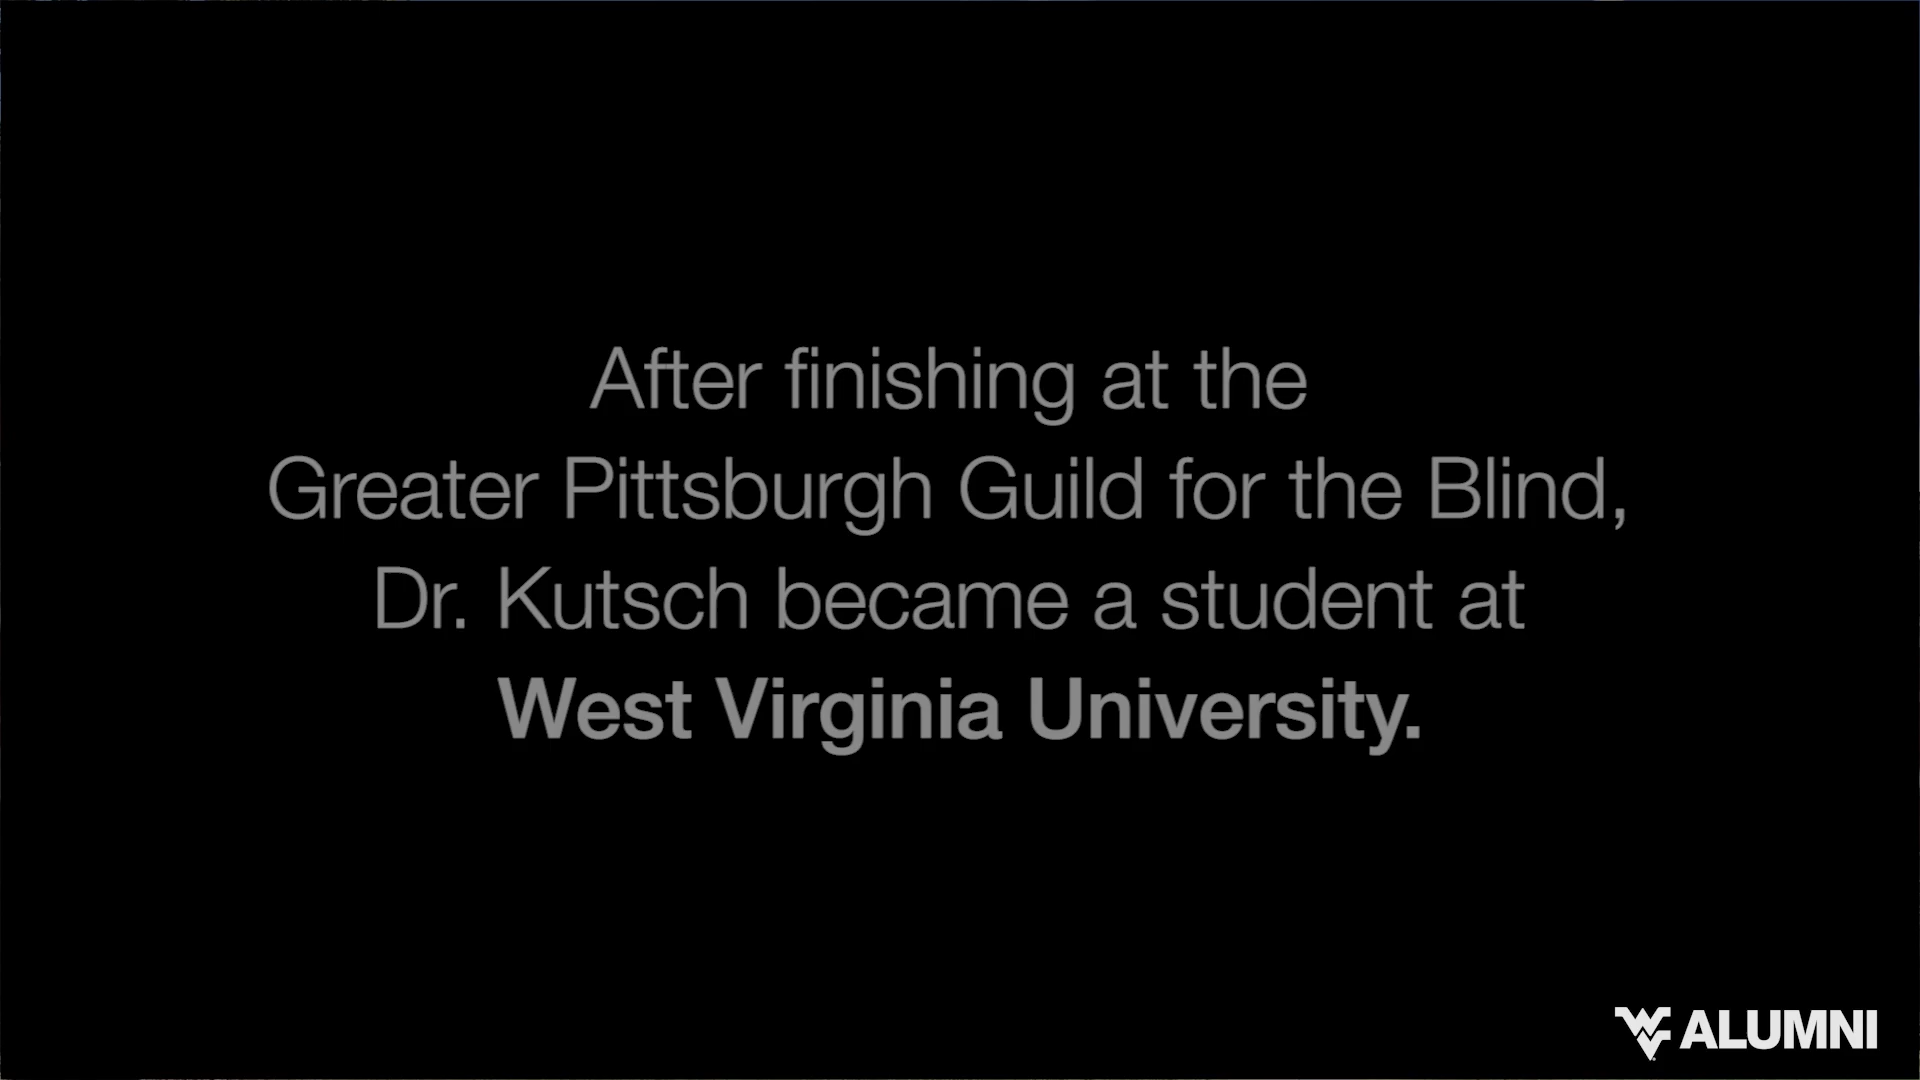 After finishing at the
Greater Pittsburgh Guild for the Blind,
Dr. Kutsch became a student at
West Virginia University.
WV ALUMNI